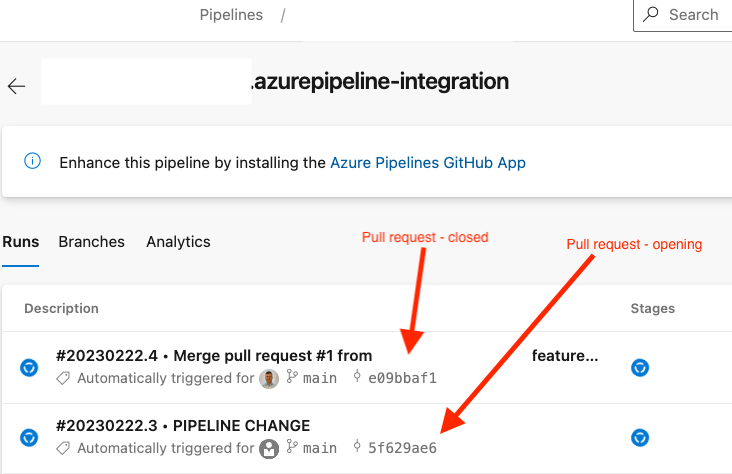 Pipelines /
Search
.azurepipeline-integration
Enhance this pipeline by installing the Azure Pipelines GitHub App
Runs Branches Analytics
Pull request - closed
Pull request - opening
Description Stages
#20230222.4 • Merge pull request #1 from feature...
Automatically triggered for main e09bbaf1
#20230222.3 • PIPELINE CHANGE
Automatically triggered for main 5f629ae6